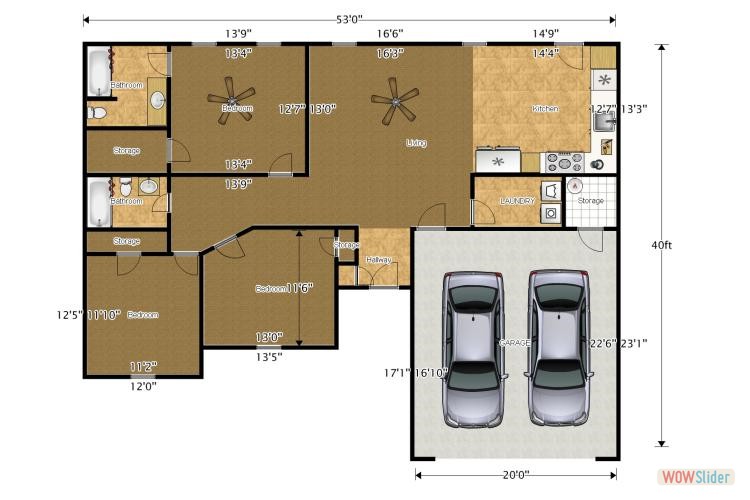 53'0"
13'9" 16'6" 14'9"
13'4" 16'3" 14'4"
Bathroom
Bedroom 12'7" 13'0" Kitchen 12'7" 13'3"
Living
Storage
13'4"
13'9"
Bathroom LAUNDRY Storage
Storage Storage
40ft
Hallway
12'5" 11'10" Bedroom Bedroom 11'6"
13'0" GARAGE 22'6" 23'1"
13'5"
11'2" 17'1" 16'10"
12'0"
20'0"
WOWSlider